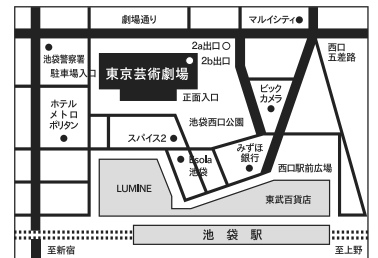 劇場通り
マルイシティ
2a出口
2b出口
西口
五差路
池袋警察署
駐車場入口
東京芸術劇場
正面入口
ビック
カメラ
ホテル
メトロ
ポリタン
池袋西口公園
スパイス2
Esola
池袋
みずほ
銀行
西口駅前広場
LUMINE
東武百貨店
池袋駅
至新宿
至上野